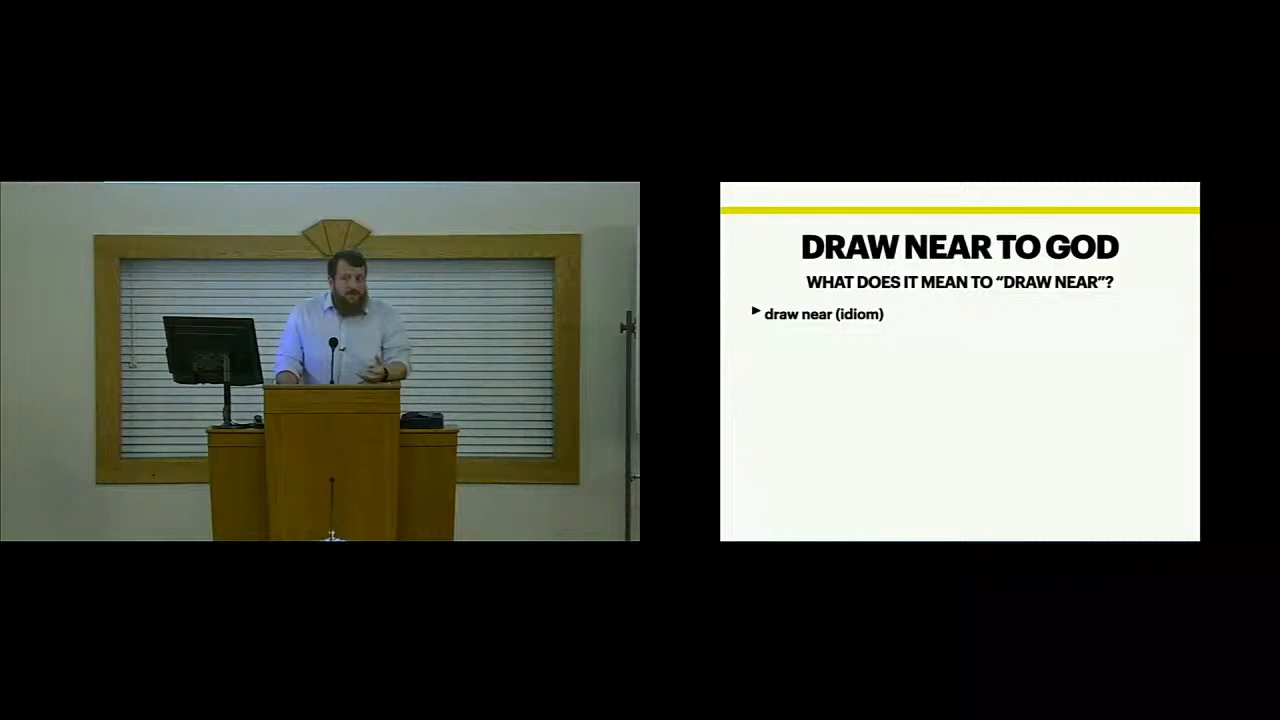 DRAW NEAR TO GOD
WHAT DOES IT MEAN TO “DRAW NEAR”?
► draw near (idiom)